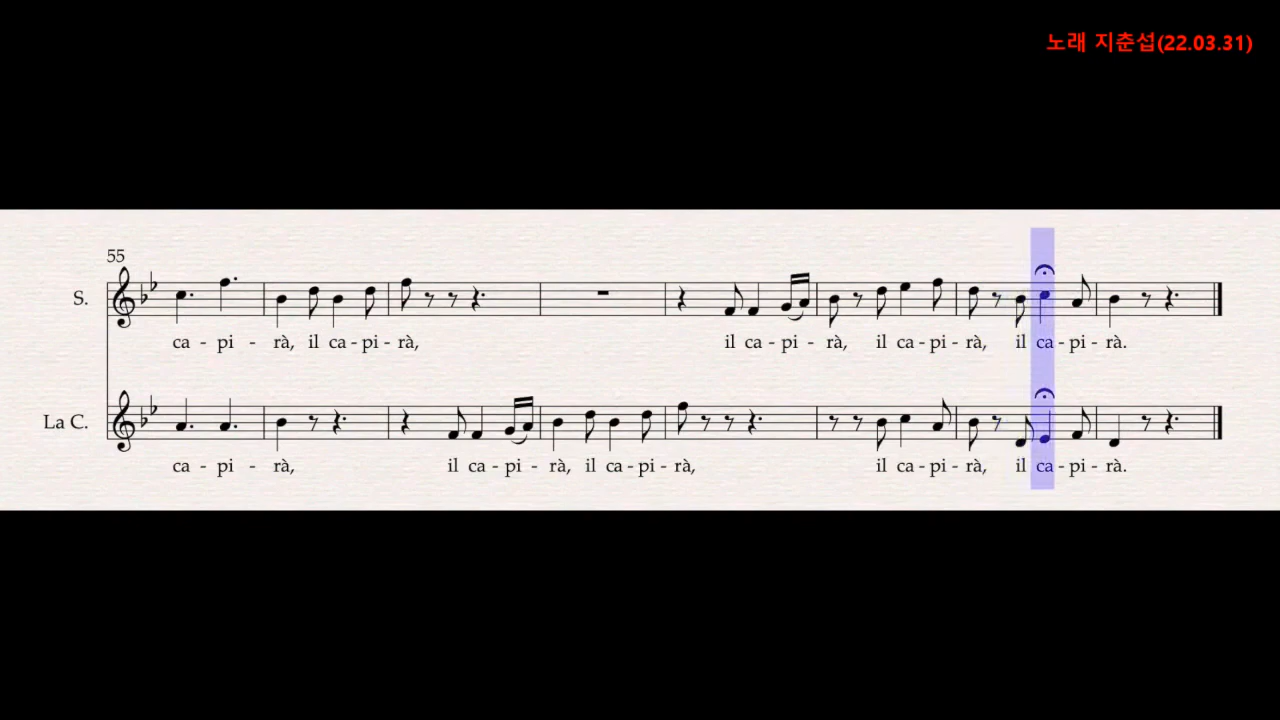 노래 지춘섭(22.03.31)
55
S.
ca - pi - rà, il ca - pi - rà, il ca - pi - rà, il ca - pi - rà, il ca - pi - rà.
La C.
ca - pi - rà, il ca - pi - rà, il ca - pi - rà, il ca - pi - rà, il ca - pi - rà.